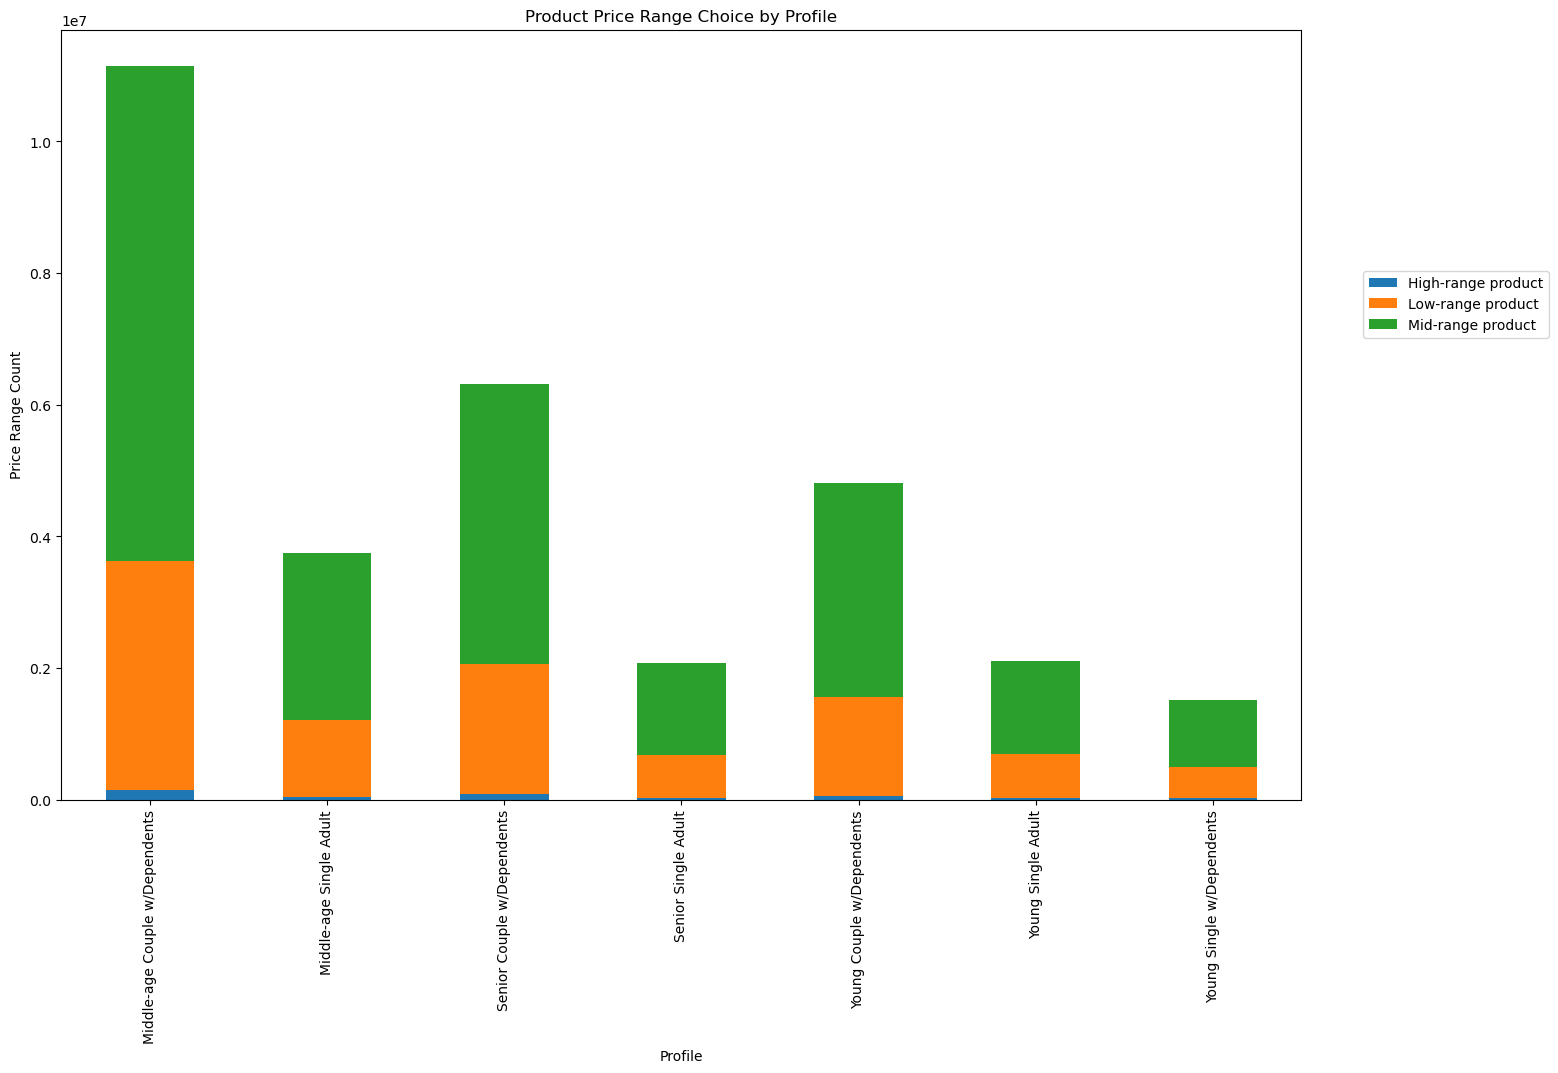 Product Price Range Choice by Profile
1e7
1.0
0.8
0.6
0.4
0.2
0.0
Price Range Count
High-range product
Low-range product
Mid-range product
Middle-age Couple w/Dependents
Middle-age Single Adult
Senior Couple w/Dependents
Senior Single Adult
Young Couple w/Dependents
Young Single Adult
Young Single w/Dependents
Profile